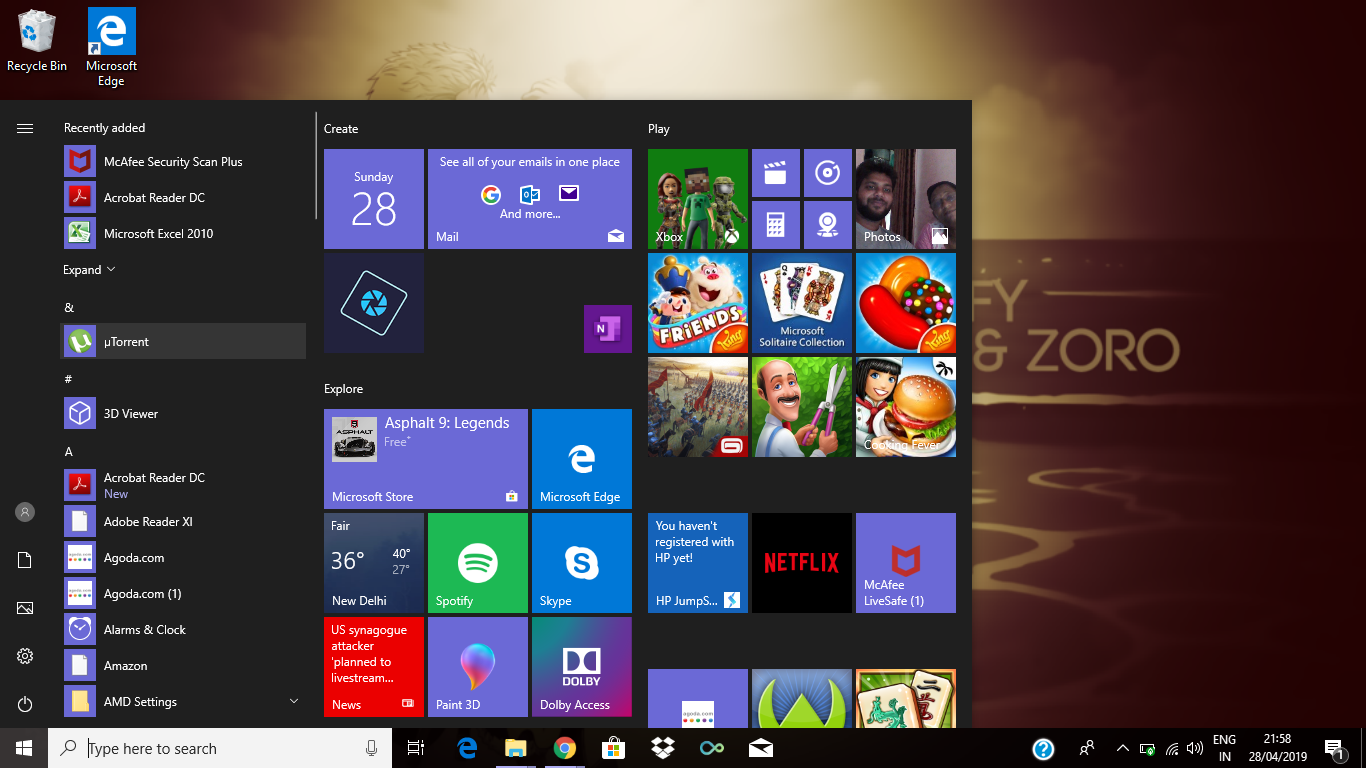 Recycle Bin
Microsoft
Edge
FY
& ZORO
Recently added
McAfee Security Scan Plus
Acrobat Reader DC
Microsoft Excel 2010
Expand
&
µTorrent
#
3D Viewer
A
Acrobat Reader DC
New
Adobe Reader XI
Agoda.com
Agoda.com (1)
Alarms & Clock
Amazon
AMD Settings
Create
Sunday
28
See all of your emails in one place
And more...
Mail
N
Explore
ASPHALT
Asphalt 9: Legends
Free*
Microsoft Store
Microsoft Edge
Fair
36°
40°
27°
New Delhi
Spotify
Skype
US synagogue
attacker
'planned to
livestream...
News
Paint 3D
DOLBY
Dolby Access
Play
Xbox
Photos
FRiENDS
King
J Q K
Microsoft
Solitaire Collection
King
Cooking Fever
You haven't
registered with
HP yet!
HP JumpS...
NETFLIX
McAfee
LiveSafe (1)
agoda.com
Type here to search
ENG
IN
21:58
28/04/2019
1